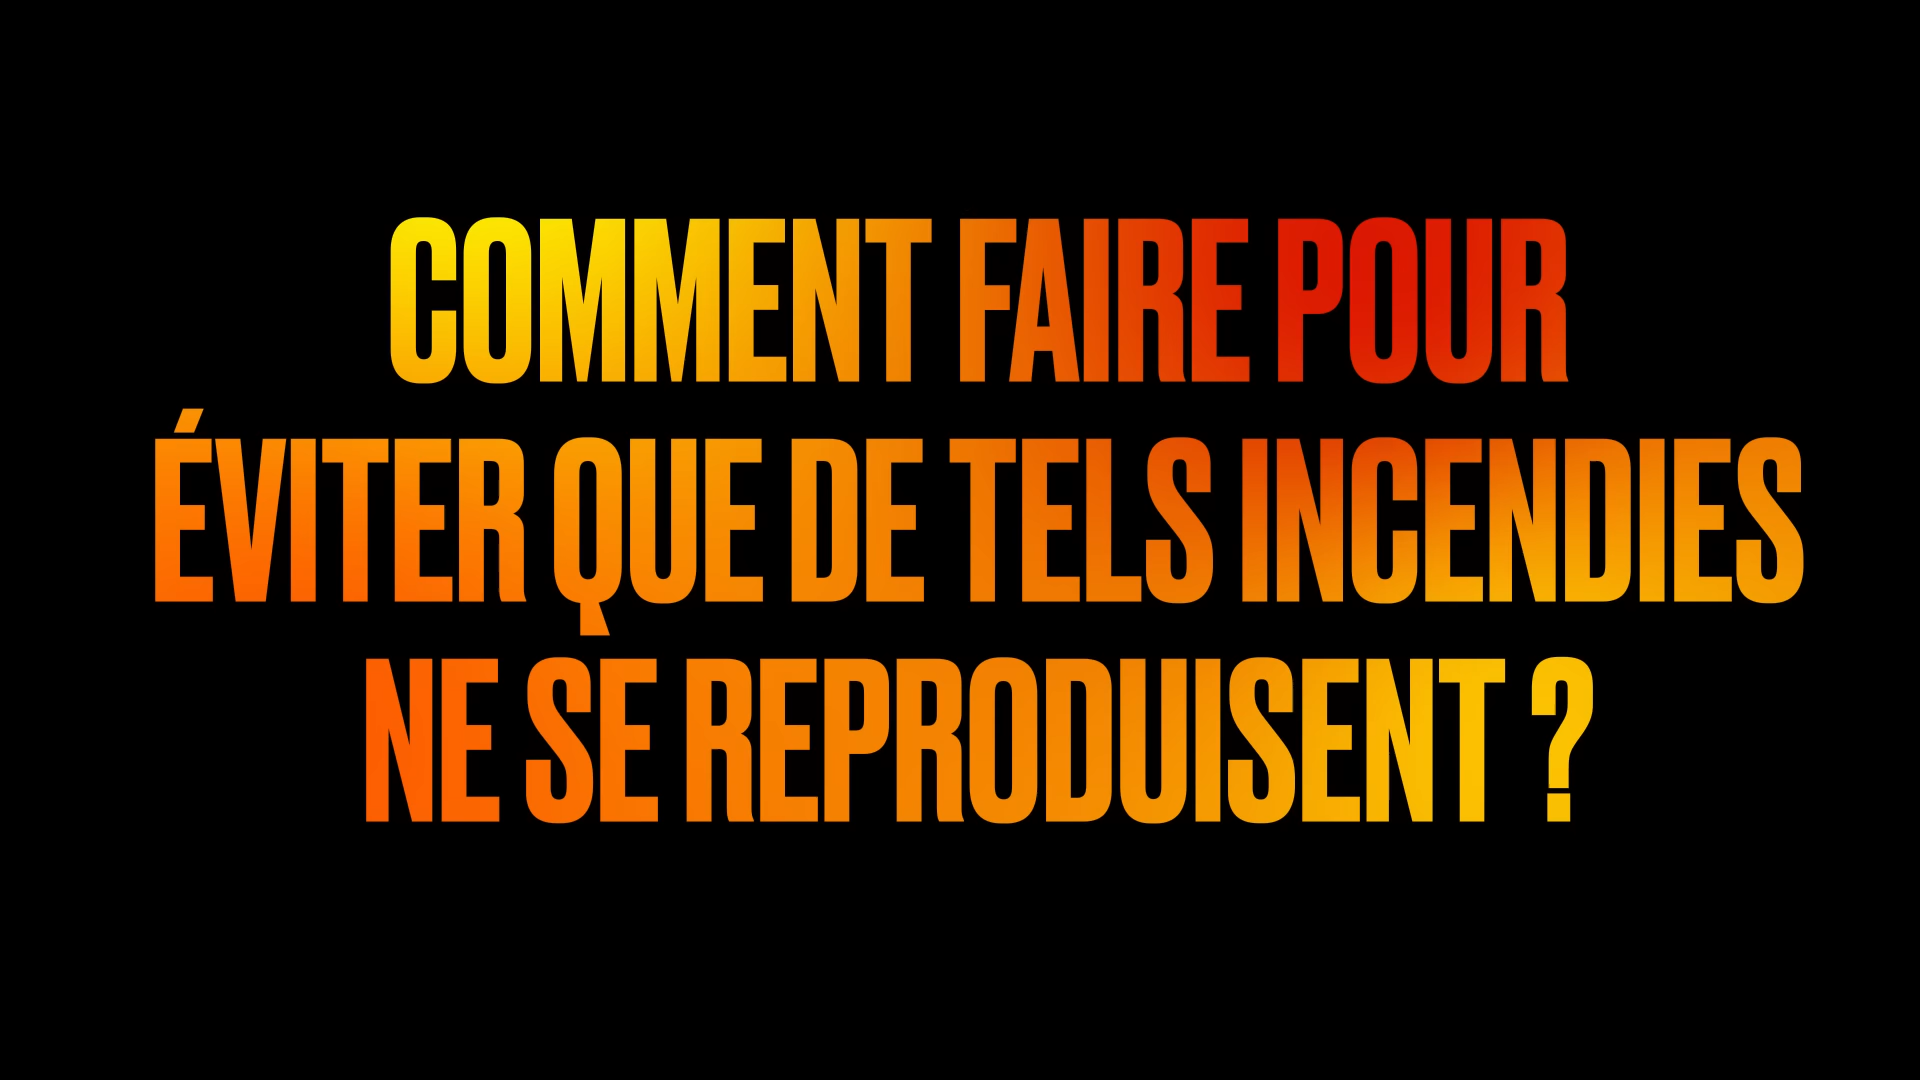 COMMENT FAIRE POUR
ÉVITER QUE DE TELS INCENDIES
NE SE REPRODUISENT ?